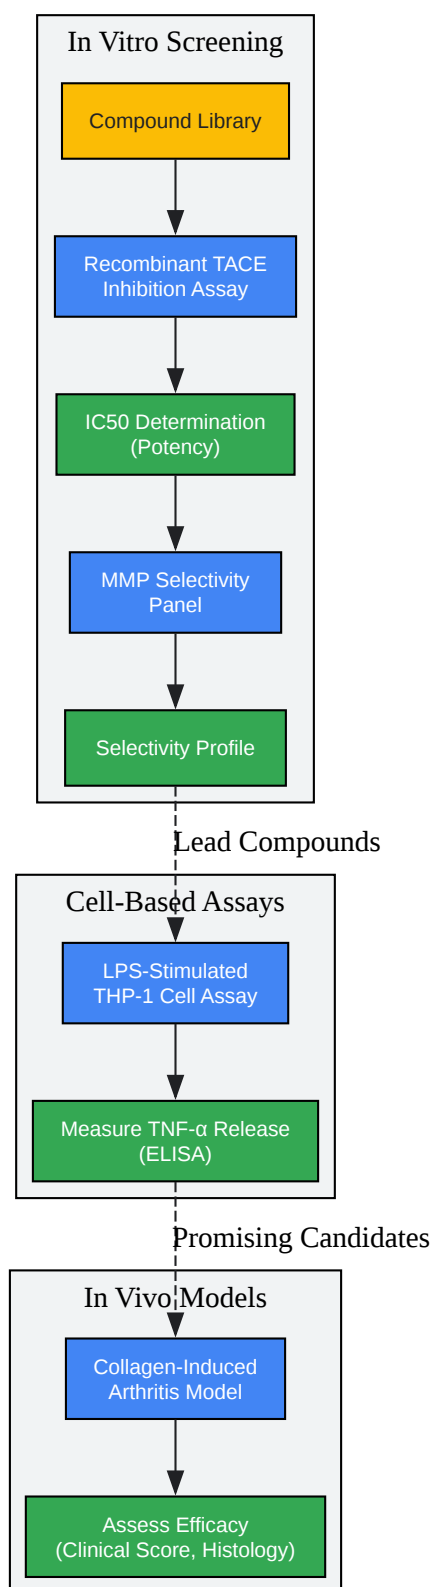 In Vitro Screening
Compound Library
Recombinant TACE
Inhibition Assay
IC50 Determination
(Potency)
MMP Selectivity
Panel
Selectivity Profile
Lead Compounds
Cell-Based Assays
LPS-Stimulated
THP-1 Cell Assay
Measure TNF-α Release
(ELISA)
Promising Candidates
In Vivo Models
Collagen-Induced
Arthritis Model
Assess Efficacy
(Clinical Score, Histology)